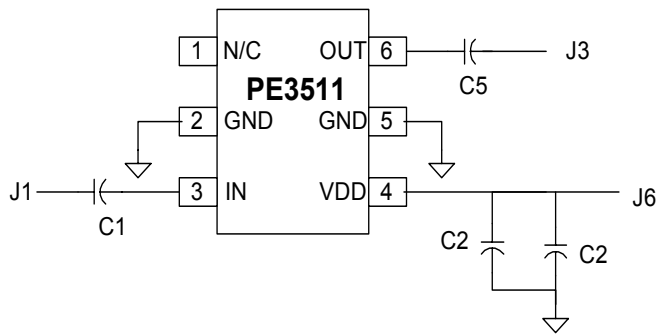 1 N/C OUT 6
C5 J3
PE3511
2 GND GND 5
J1 C1 3 IN VDD 4 J6
C2 C2